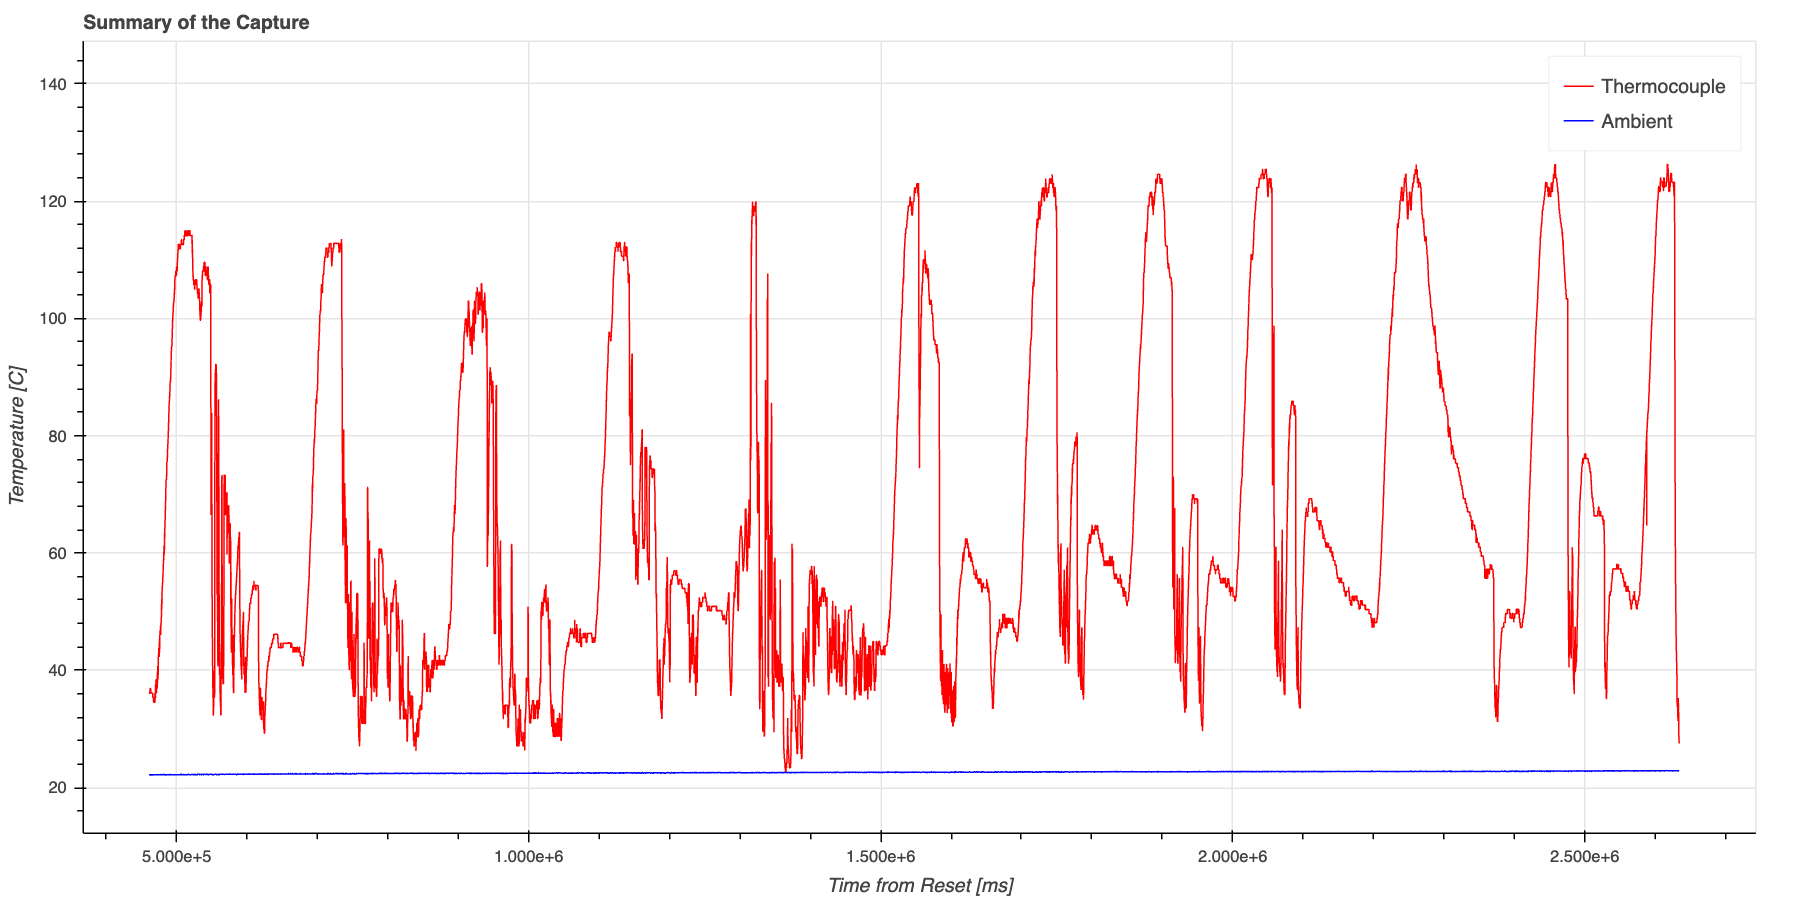 Summary of the Capture
Thermocouple
Ambient
140
120
100
80
60
40
20
Temperature [C]
5.000e+5
1.000e+6
1.500e+6
2.000e+6
2.500e+6
Time from Reset [ms]